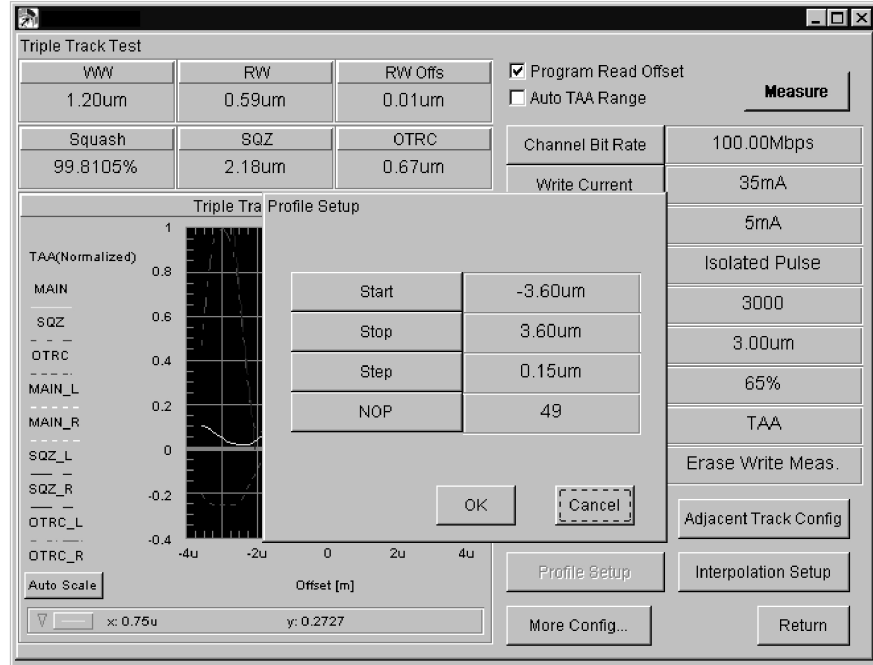 Triple Track Test
WW RW RW Offs
1.20um 0.59um 0.01um
Squash SQZ OTRC
99.8105% 2.18um 0.67um
Program Read Offset
Auto TAA Range
Measure
Channel Bit Rate 100.00Mbps
Write Current 35mA
5mA
Isolated Pulse
3000
3.00um
65%
TAA
Erase Write Meas.
Triple Tra
TAA(Normalized)
MAIN
SQZ
OTRC
MAIN_L
MAIN_R
SQZ_L
SQZ_R
OTRC_L
OTRC_R
1
0.8
0.6
0.4
0.2
0
-0.2
-0.4
-4u -2u 0 2u 4u
Auto Scale
Offset [m]
x: 0.75u y: 0.2727
Profile Setup
Start -3.60um
Stop 3.60um
Step 0.15um
NOP 49
OK Cancel
Adjacent Track Config
Profile Setup Interpolation Setup
More Config... Return